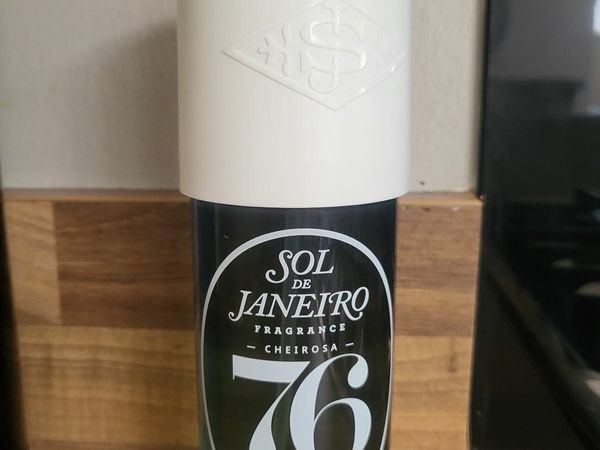 SOL
DE
JANEIRO
FRAGRANCE
- CHEIROSA -
76